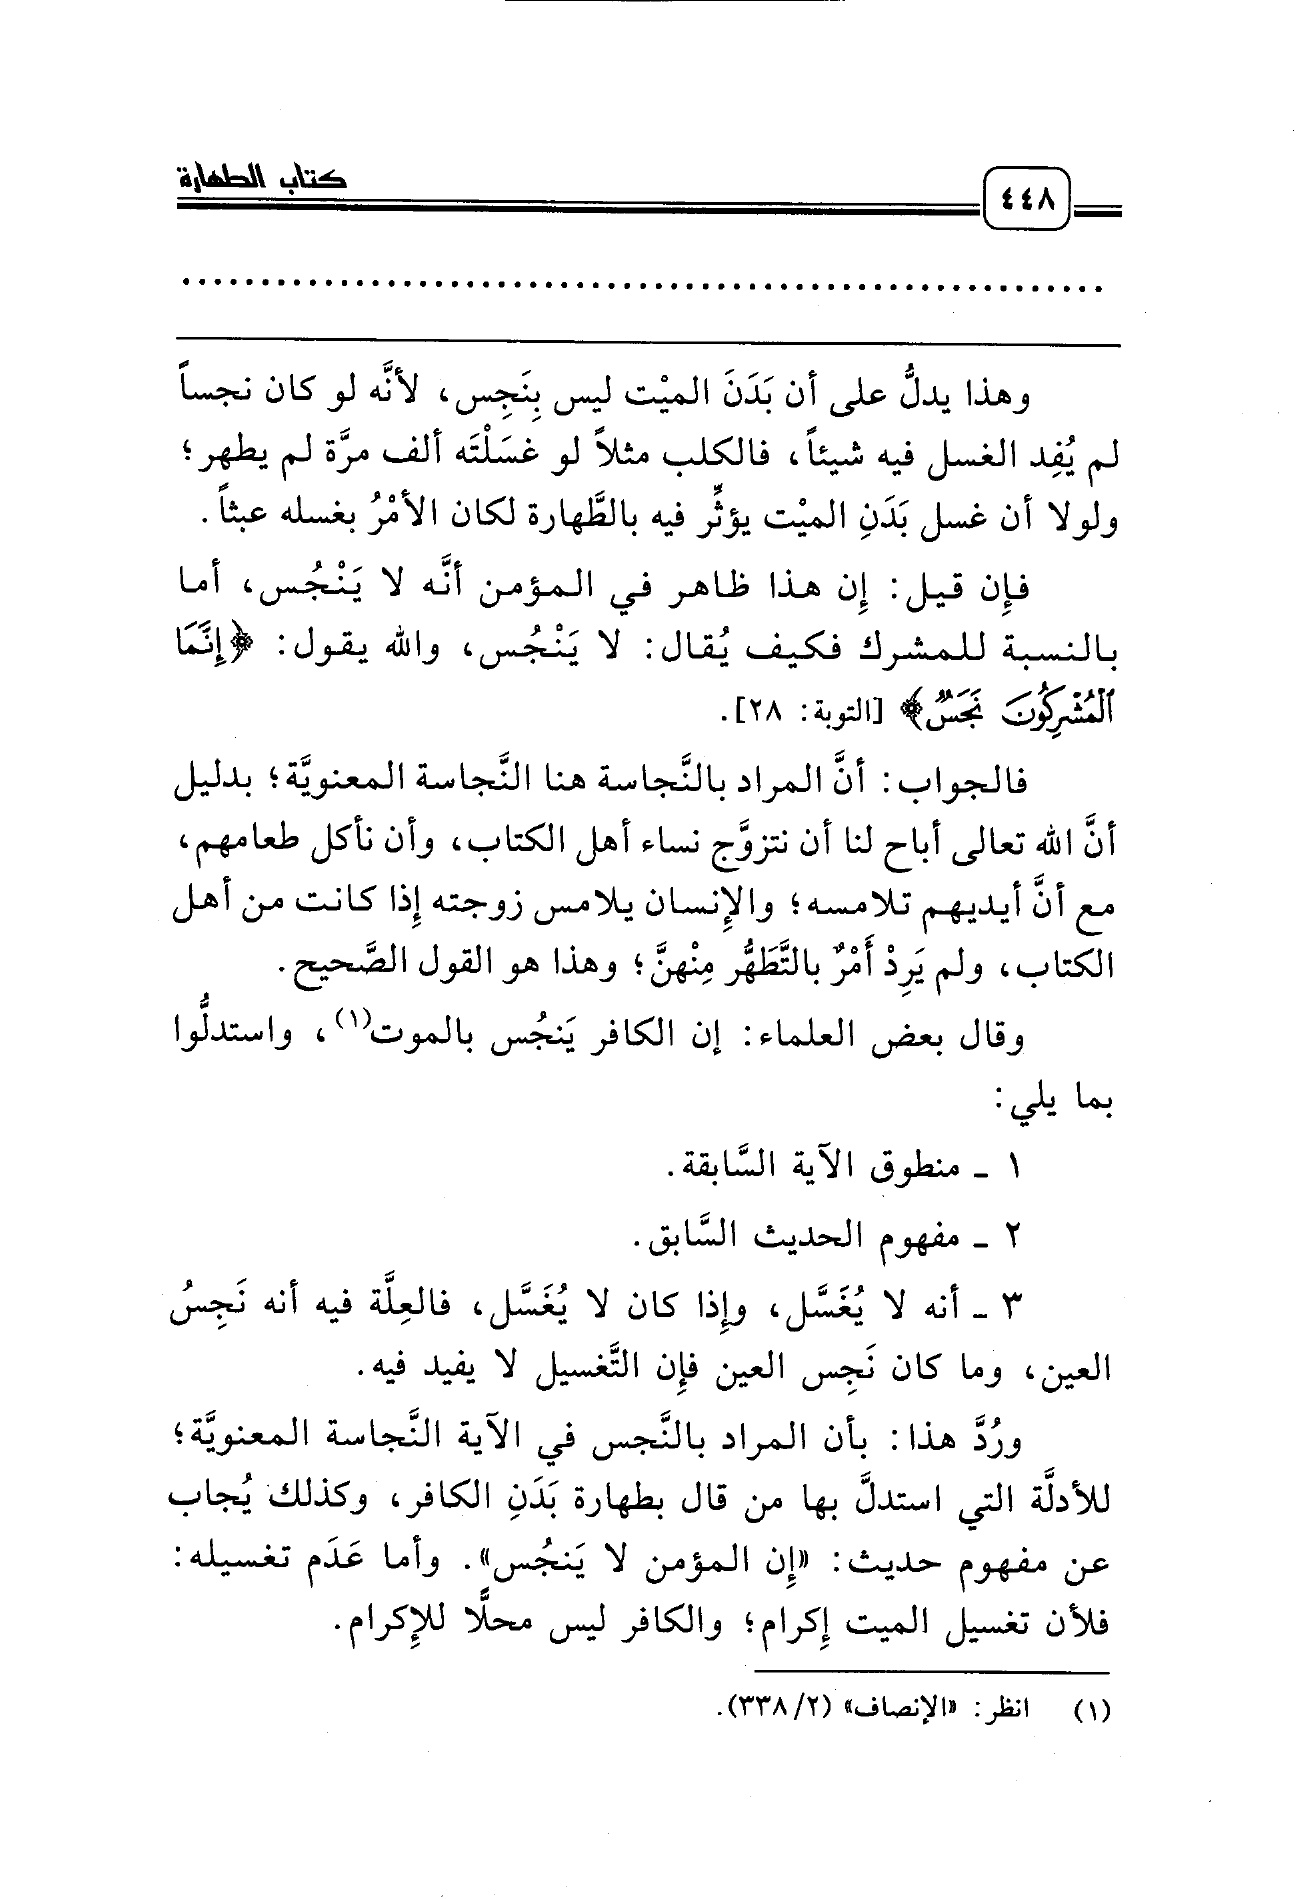 كتاب الطهارة
٤٤٨
وهذا يدلُّ على أن بَدَنَ الميْت ليس بِنَجِس، لأنَّه لو كان نجساً
لم يُفِد الغسل فيه شيئاً، فالكلب مثلاً لو غسَلْتَه ألف مرَّة لم يطهر؛
ولولا أن غسل بَدَنِ الميْت يؤثِّر فيه بالطَّهارة لكان الأمْرُ بغسله عبثاً.
فإن قيل: إن هذا ظاهر في المؤمن أنَّه لا يَنْجُس، أما
بالنسبة للمشرك فكيف يُقال: لا يَنْجُس، والله يقول: ﴿إِنَّمَا
ٱلْمُشْرِكُونَ نَجَسٌ﴾ [التوبة: ٢٨].
فالجواب: أنَّ المراد بالنَّجاسة هنا النَّجاسة المعنويَّة؛ بدليل
أنَّ الله تعالى أباح لنا أن نتزوَّج نساء أهل الكتاب، وأن نأكل طعامهم،
مع أنَّ أيديهم تلامسه؛ والإنسان يلامس زوجته إذا كانت من أهل
الكتاب، ولم يَرِدْ أَمْرٌ بالتَّطَهُّر مِنْهنَّ؛ وهذا هو القول الصَّحيح.
وقال بعض العلماء: إن الكافر يَنجُس بالموت(١)، واستدلُّوا
بما يلي:
١ ـ منطوق الآية السَّابقة.
٢ ـ مفهوم الحديث السَّابق.
٣ ـ أنه لا يُغَسَّل، وإذا كان لا يُغَسَّل، فالعِلَّة فيه أنه نَجِسُ
العين، وما كان نَجِس العين فإن التَّغسيل لا يفيد فيه.
ورُدَّ هذا: بأن المراد بالنَّجس في الآية النَّجاسة المعنويَّة؛
للأدلَّة التي استدلَّ بها من قال بطهارة بَدَنِ الكافر، وكذلك يُجاب
عن مفهوم حديث: «إن المؤمن لا يَنجُس». وأما عَدَم تغسيله:
فلأن تغسيل الميت إكرام؛ والكافر ليس محلًّا للإكرام.
(١) انظر: «الإنصاف» (٢/ ٣٣٨).